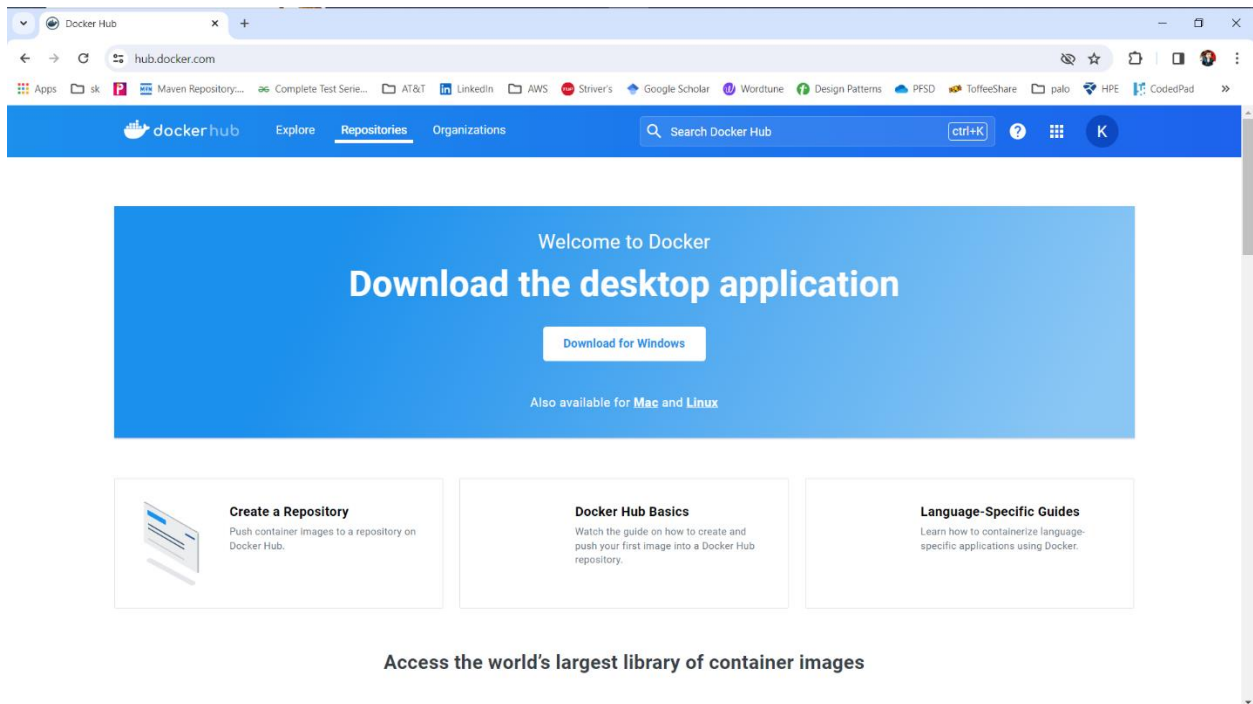 Docker Hub
hub.docker.com
Apps sk Maven Repository:... Complete Test Serie... AT&T LinkedIn AWS Striver's Google Scholar Wordtune Design Patterns PFSD ToffeeShare palo HPE CodedPad »
dockerhub Explore Repositories Organizations Search Docker Hub ctrl+K ? K
Welcome to Docker
Download the desktop application
Download for Windows
Also available for Mac and Linux
Create a Repository
Push container images to a repository on
Docker Hub.
Docker Hub Basics
Watch the guide on how to create and
push your first image into a Docker Hub
repository.
Language-Specific Guides
Learn how to containerize language-
specific applications using Docker.
Access the world's largest library of container images